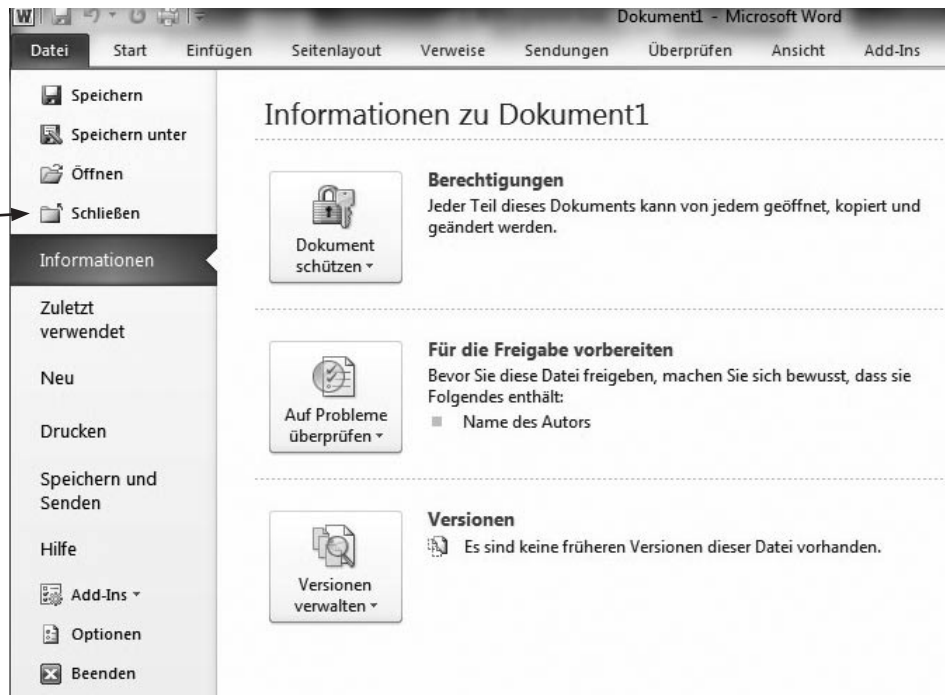 W
Dokument1 - Microsoft Word
Datei Start Einfügen Seitenlayout Verweise Sendungen Überprüfen Ansicht Add-Ins
Speichern
Speichern unter
Öffnen
Schließen
Informationen
Zuletzt
verwendet
Neu
Drucken
Speichern und
Senden
Hilfe
Add-Ins
Optionen
Beenden
Informationen zu Dokument1
Dokument
schützen
Berechtigungen
Jeder Teil dieses Dokuments kann von jedem geöffnet, kopiert und
geändert werden.
Auf Probleme
überprüfen
Für die Freigabe vorbereiten
Bevor Sie diese Datei freigeben, machen Sie sich bewusst, dass sie
Folgendes enthält:
Name des Autors
Versionen
verwalten
Versionen
Es sind keine früheren Versionen dieser Datei vorhanden.